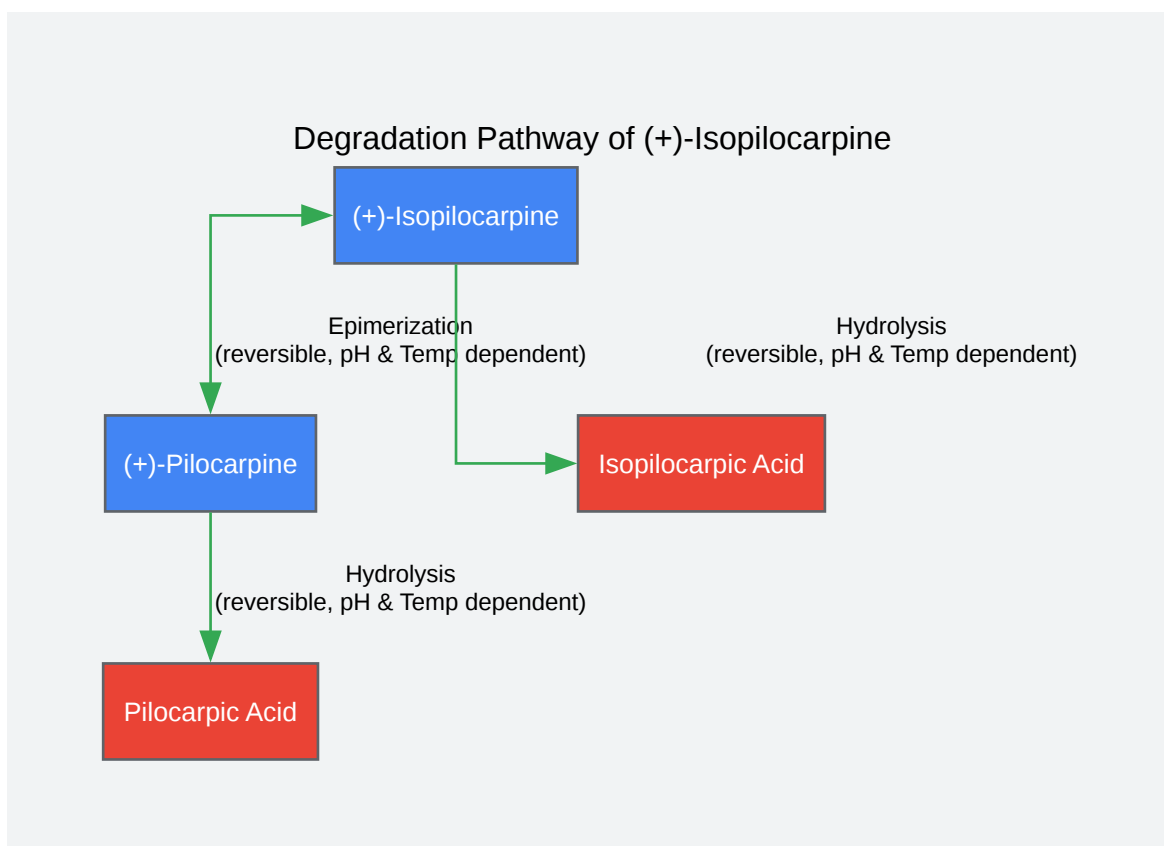 Degradation Pathway of (+)-Isopilocarpine
(+)-Isopilocarpine
Epimerization
(reversible, pH & Temp dependent)
Hydrolysis
(reversible, pH & Temp dependent)
(+)-Pilocarpine
Isopilocarpic Acid
Hydrolysis
(reversible, pH & Temp dependent)
Pilocarpic Acid